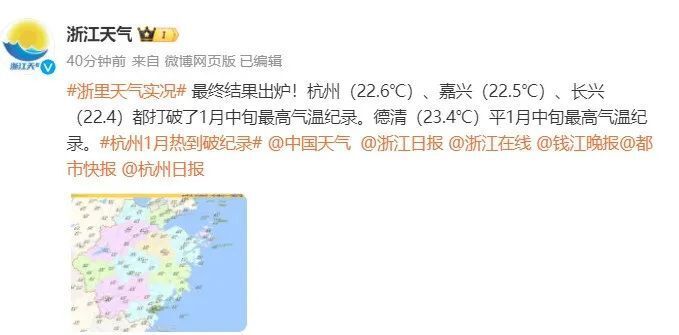 浙江天气 1
40分钟前 来自 微博网页版 已编辑
浙江天气
#浙里天气实况# 最终结果出炉！杭州（22.6℃）、嘉兴（22.5℃）、长兴
（22.4）都打破了1月中旬最高气温纪录。德清（23.4℃）平1月中旬最高气温纪
录。#杭州1月热到破纪录# @中国天气 @浙江日报 @浙江在线 @钱江晚报@都
市快报 @杭州日报